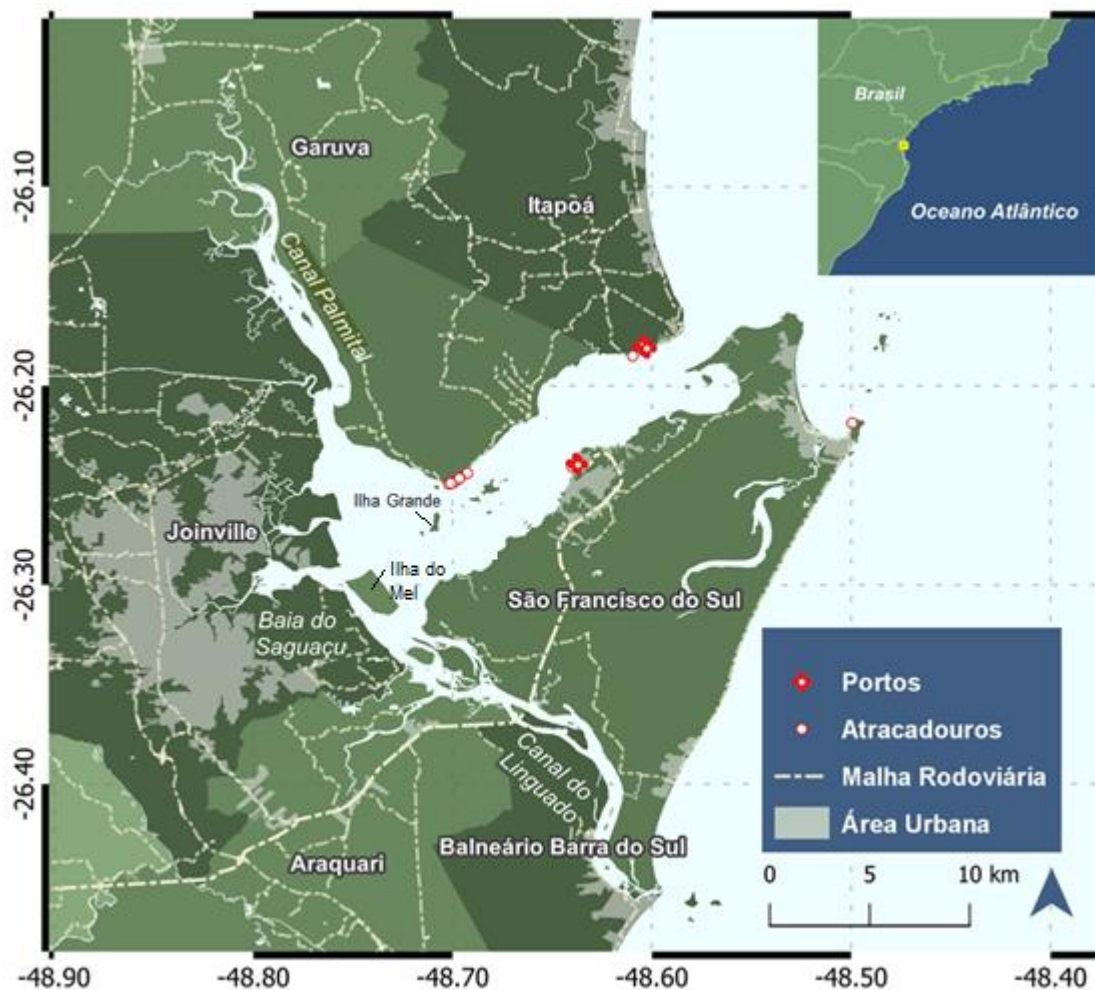 Brasil
Oceano Atlântico
Garuva
Itapoá
Canal Palmital
Ilha Grande
Joinville
Ilha do
Mel
São Francisco do Sul
Baia do
Saguaçu
Canal do
Linguado
Balneário Barra do Sul
Araquari
Portos
Atracadouros
Malha Rodoviária
Área Urbana
0 5 10 km
-26.10
-26.20
-26.30
-26.40
-48.90 -48.80 -48.70 -48.60 -48.50 -48.40